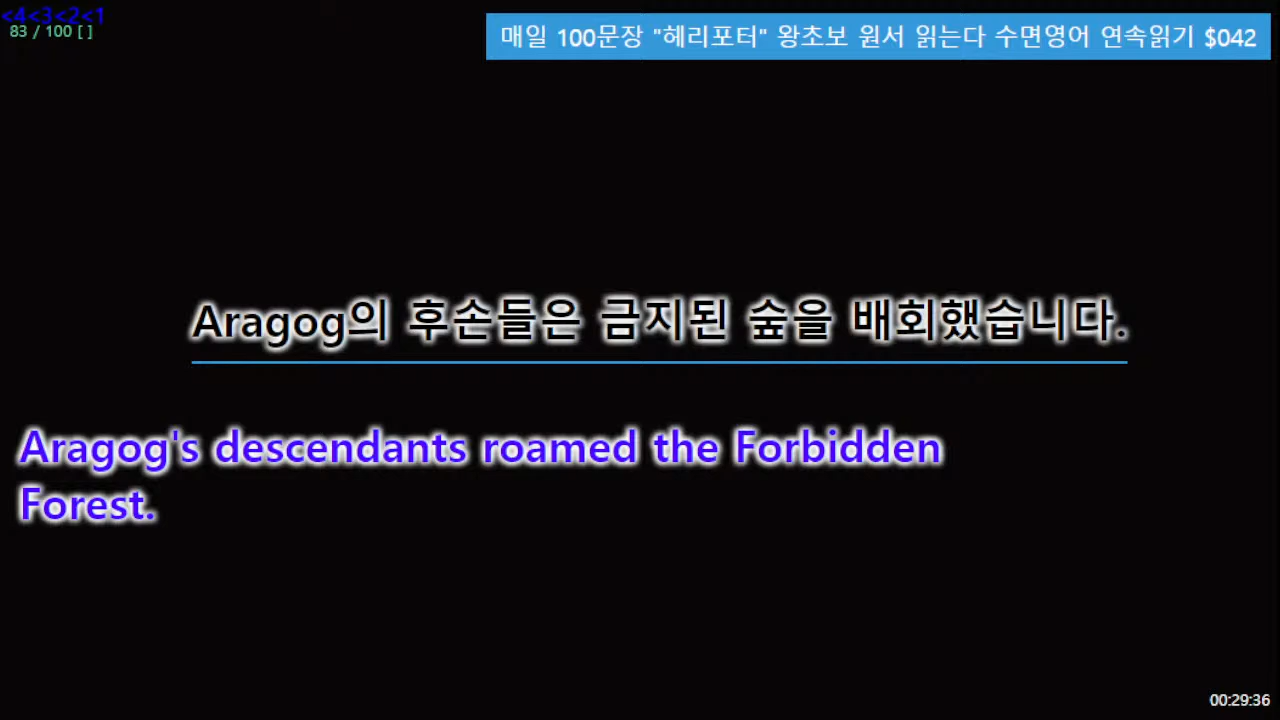 <4<3<2<1
83 / 100 [ ]
매일 100문장 "헤리포터" 왕초보 원서 읽는다 수면영어 연속읽기 $042
Aragog의 후손들은 금지된 숲을 배회했습니다.
Aragog's descendants roamed the Forbidden
Forest.
00:29:36